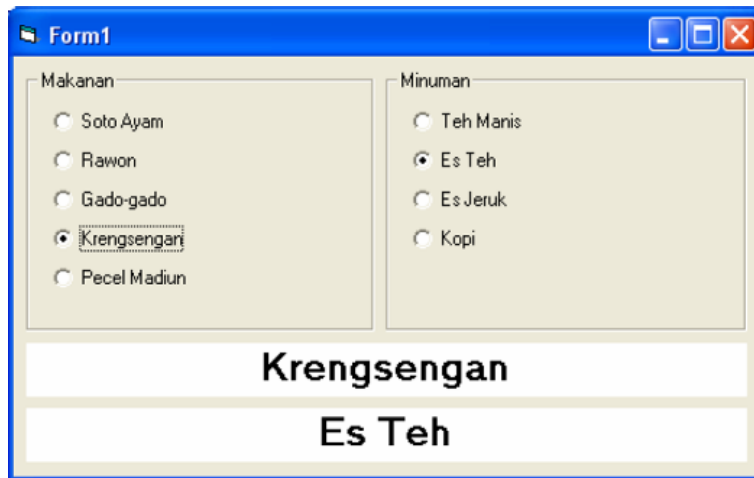 Form1
Makanan
Soto Ayam
Rawon
Gado-gado
Krengsengan
Pecel Madiun
Minuman
Teh Manis
Es Teh
Es Jeruk
Kopi
Krengsengan
Es Teh